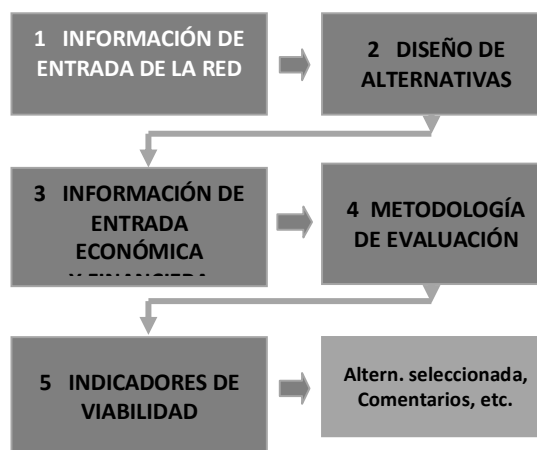 1 INFORMACIÓN DE
ENTRADA DE LA RED
2 DISEÑO DE
ALTERNATIVAS
3 INFORMACIÓN DE
ENTRADA
ECONÓMICA
Y FINANCIERA
4 METODOLOGÍA
DE EVALUACIÓN
5 INDICADORES DE
VIABILIDAD
Altern. seleccionada,
Comentarios, etc.